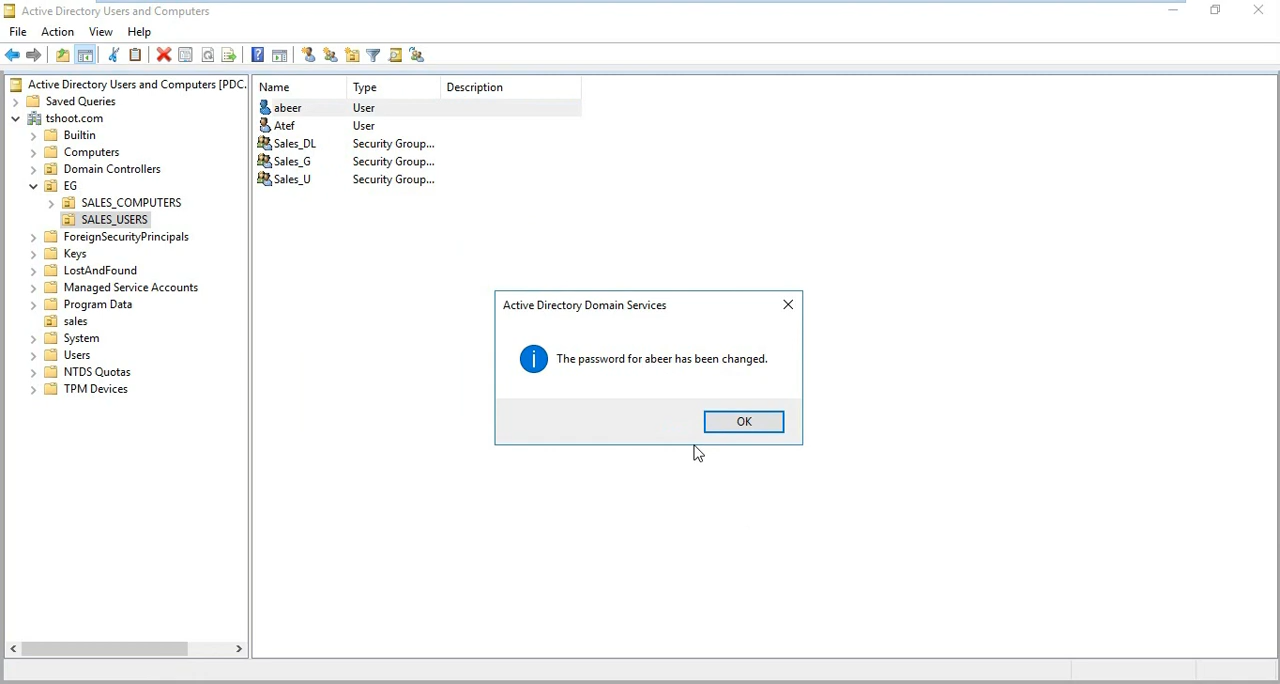 Active Directory Users and Computers
File Action View Help
Active Directory Users and Computers [PDC.
Saved Queries
tshoot.com
Builtin
Computers
Domain Controllers
EG
SALES_COMPUTERS
SALES_USERS
ForeignSecurityPrincipals
Keys
LostAndFound
Managed Service Accounts
Program Data
sales
System
Users
NTDS Quotas
TPM Devices
Name Type Description
abeer User
Atef User
Sales_DL Security Group...
Sales_G Security Group...
Sales_U Security Group...
Active Directory Domain Services
The password for abeer has been changed.
OK